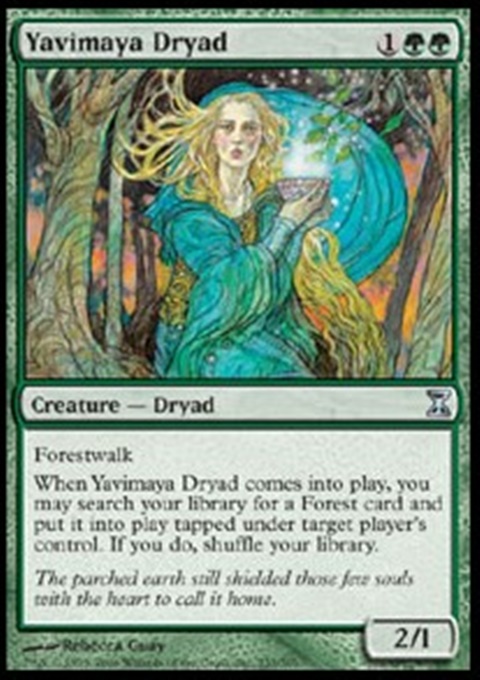 Yavimaya Dryad 1
Creature — Dryad
Forestwalk
When Yavimaya Dryad comes into play, you
may search your library for a Forest card and
put it into play tapped under target player's
control. If you do, shuffle your library.
The parched earth still shielded those few souls
with the heart to call it home.
Rebecca Guay
2/1